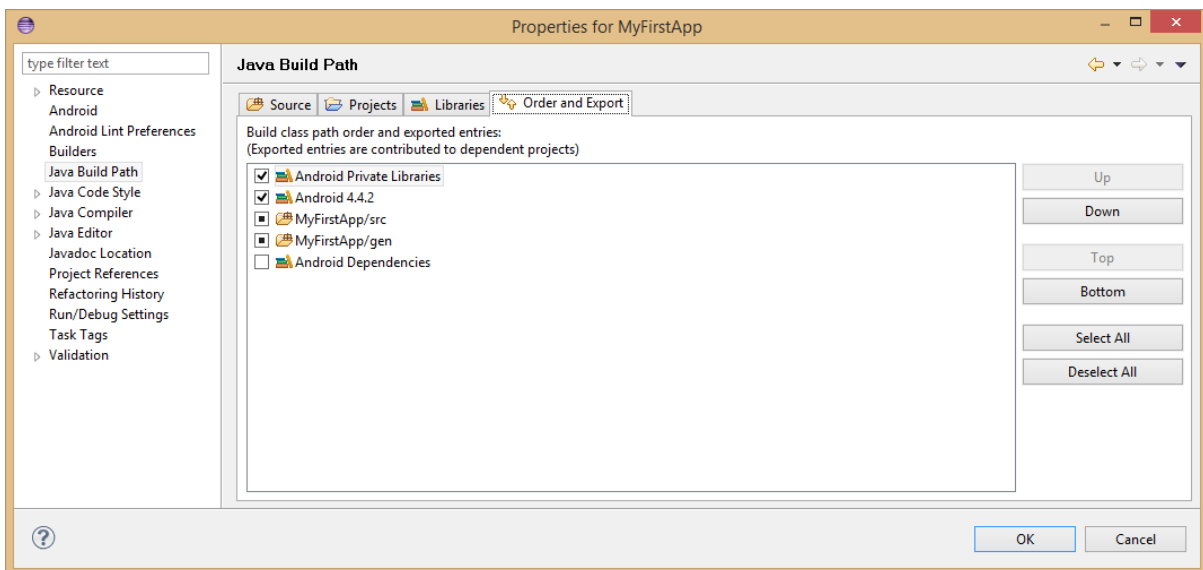 Properties for MyFirstApp
type filter text
Resource
Android
Android Lint Preferences
Builders
Java Build Path
Java Code Style
Java Compiler
Java Editor
Javadoc Location
Project References
Refactoring History
Run/Debug Settings
Task Tags
Validation
Java Build Path
Source Projects Libraries Order and Export
Build class path order and exported entries:
(Exported entries are contributed to dependent projects)
Android Private Libraries
Android 4.4.2
MyFirstApp/src
MyFirstApp/gen
Android Dependencies
Up
Down
Top
Bottom
Select All
Deselect All
OK Cancel